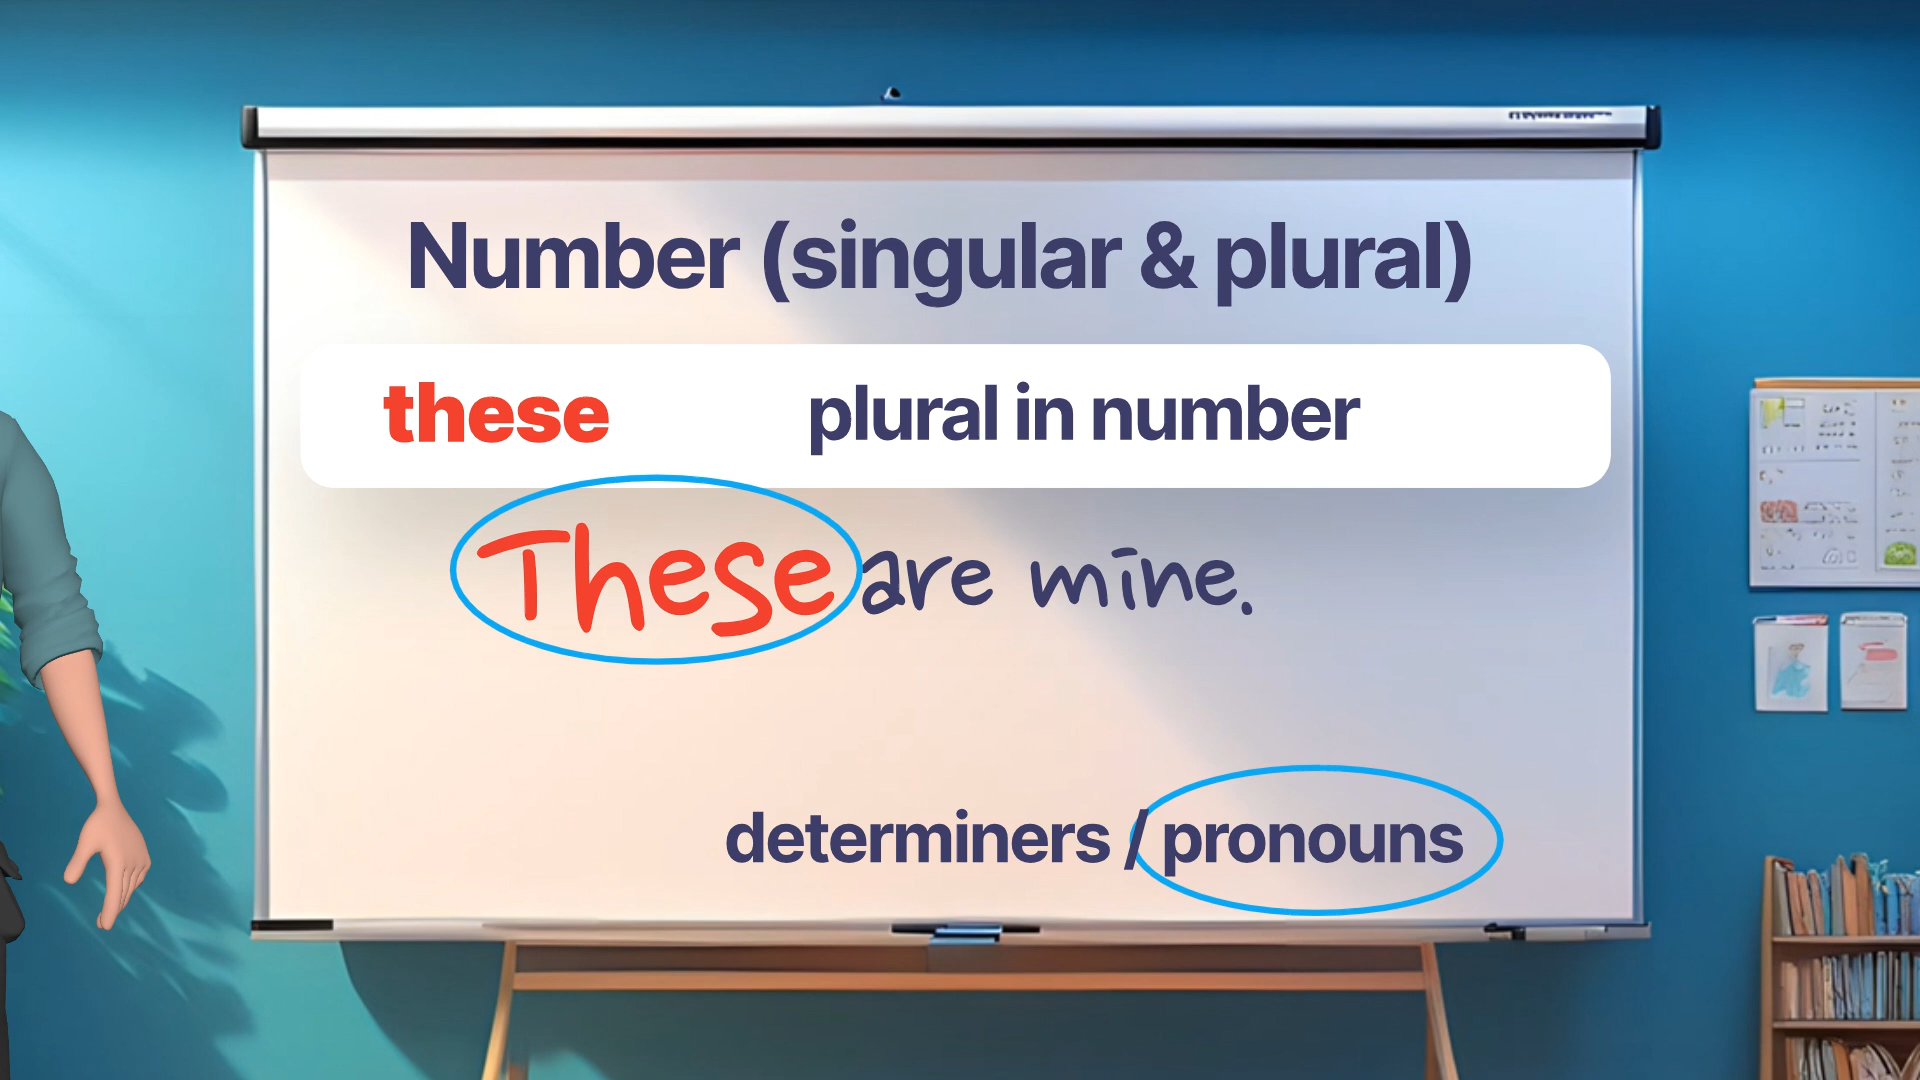 Number (singular & plural)
these plural in number
These are mine.
determiners / pronouns